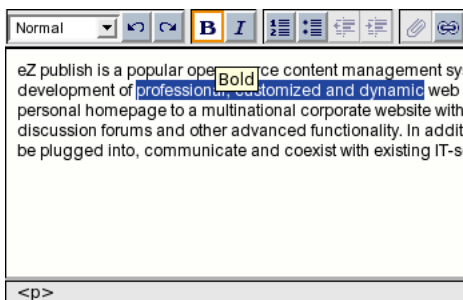 Normal B I
eZ publish is a popular ope ce content management sy
development of professional, customized and dynamic web
Bold
personal homepage to a multinational corporate website with
discussion forums and other advanced functionality. In addit
be plugged into, communicate and coexist with existing IT-s
<p>